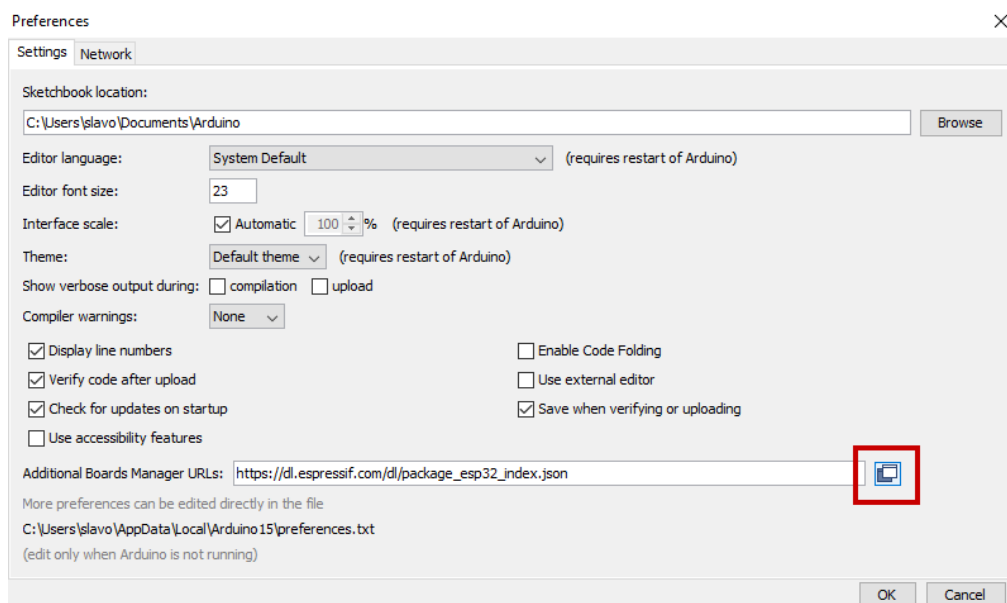 Preferences
Settings Network
Sketchbook location:
C:\Users\slavo\Documents\Arduino Browse
Editor language: System Default (requires restart of Arduino)
Editor font size: 23
Interface scale: Automatic 100 % (requires restart of Arduino)
Theme: Default theme (requires restart of Arduino)
Show verbose output during: compilation upload
Compiler warnings: None
Display line numbers Enable Code Folding
Verify code after upload Use external editor
Check for updates on startup Save when verifying or uploading
Use accessibility features
Additional Boards Manager URLs: https://dl.espressif.com/dl/package_esp32_index.json
More preferences can be edited directly in the file
C:\Users\slavo\AppData\Local\Arduino15\preferences.txt
(edit only when Arduino is not running)
OK Cancel